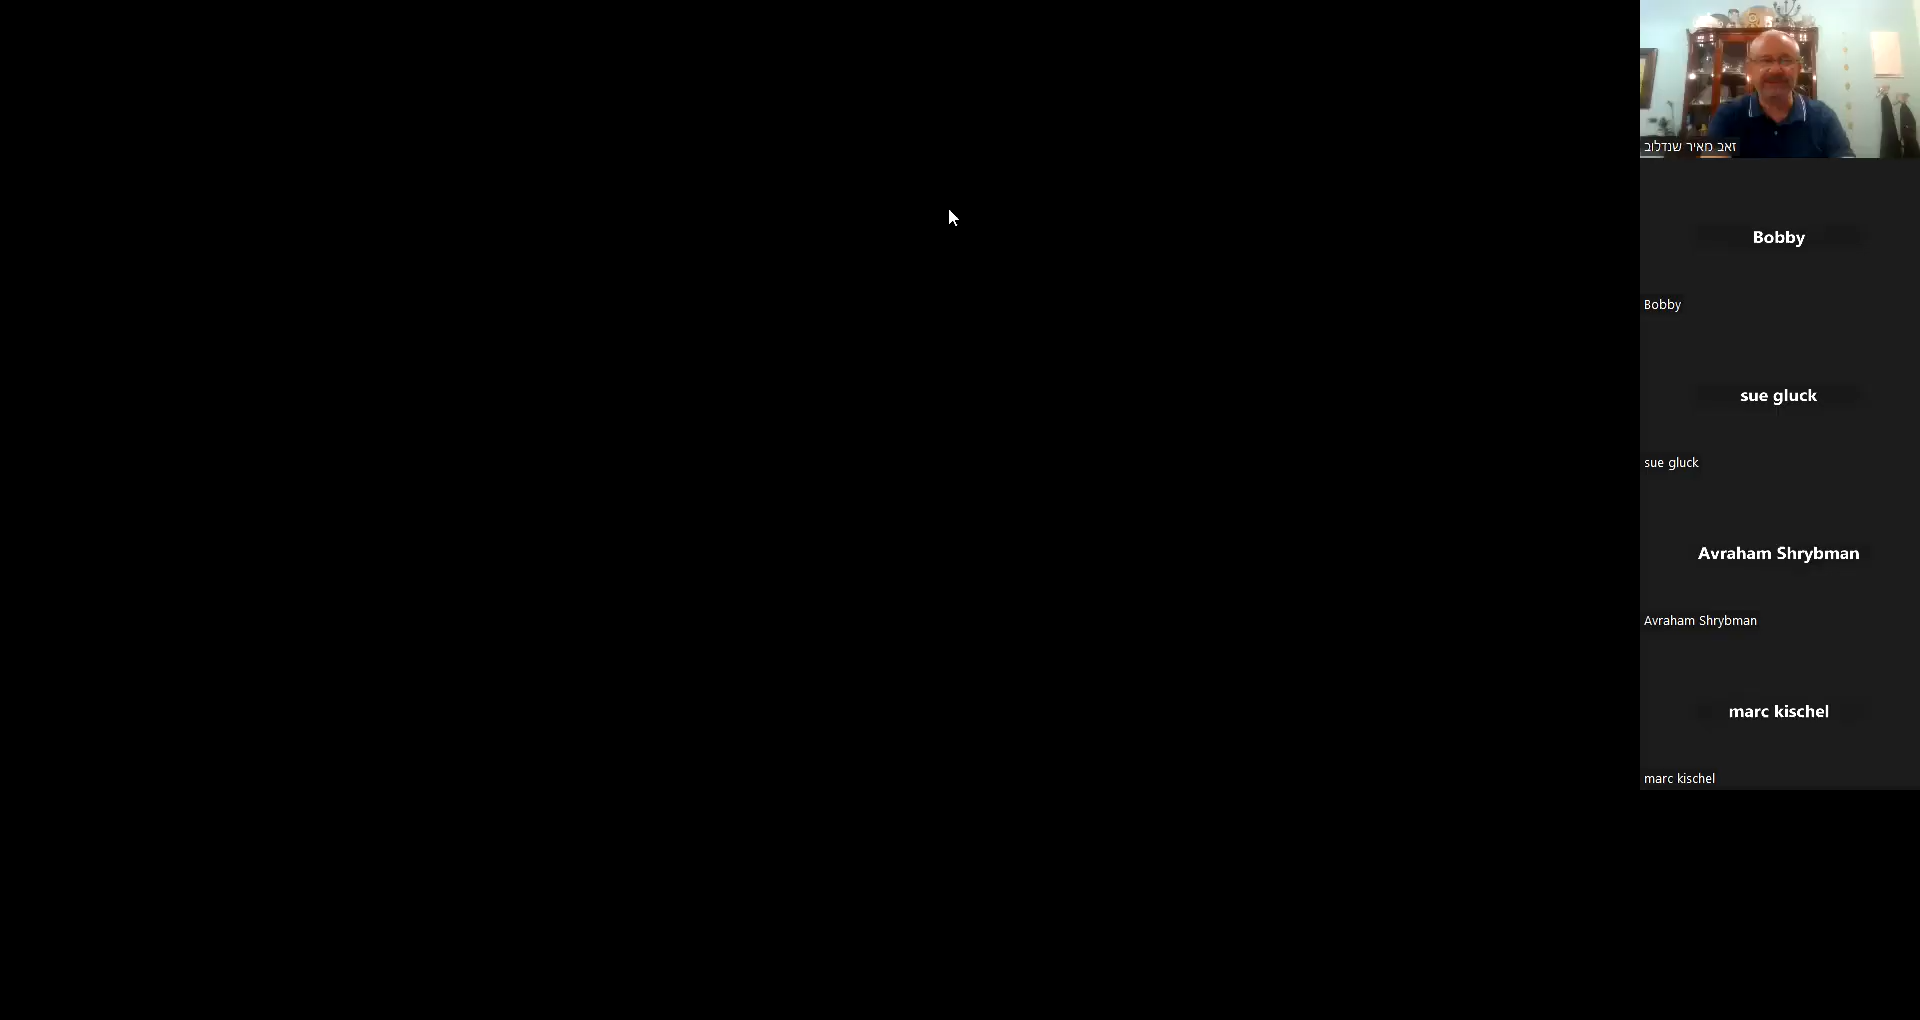 זאב מאיר שנדלוב
Bobby
Bobby
sue gluck
sue gluck
Avraham Shrybman
Avraham Shrybman
marc kischel
marc kischel